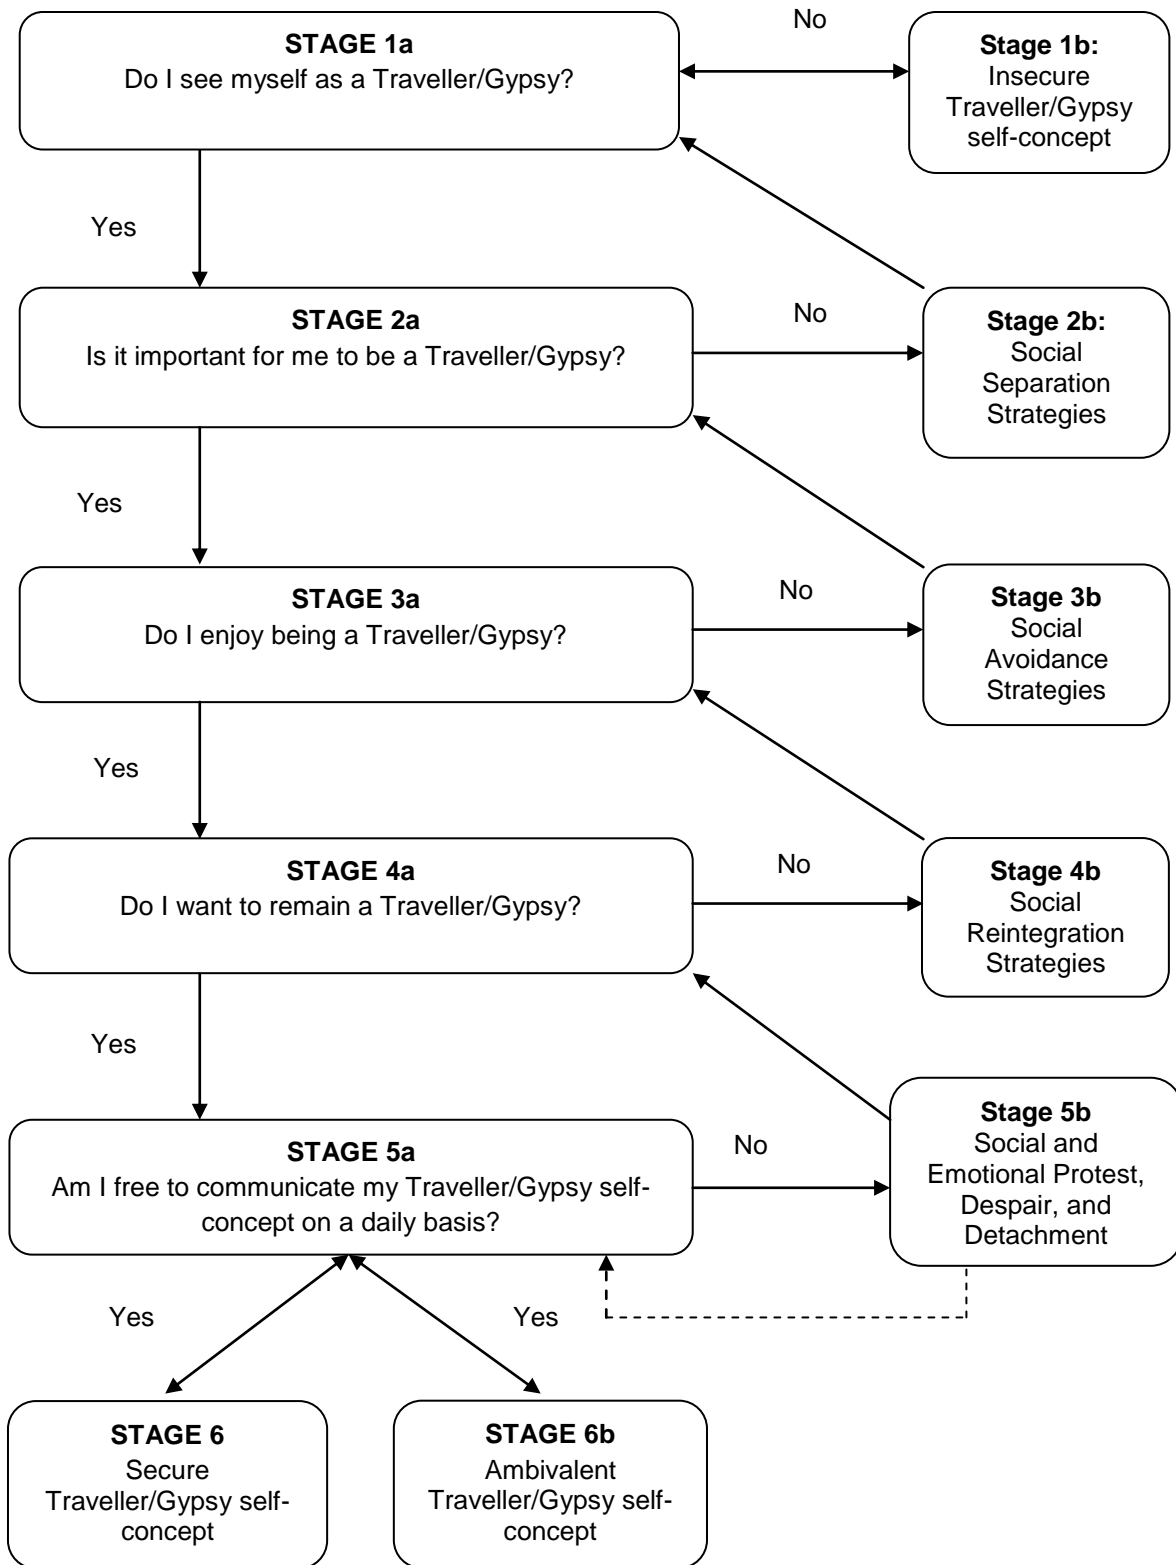 STAGE 1a
Do I see myself as a Traveller/Gypsy?
No
Stage 1b:
Insecure
Traveller/Gypsy
self-concept
Yes
STAGE 2a
Is it important for me to be a Traveller/Gypsy?
No
Stage 2b:
Social
Separation
Strategies
Yes
STAGE 3a
Do I enjoy being a Traveller/Gypsy?
No
Stage 3b
Social
Avoidance
Strategies
Yes
STAGE 4a
Do I want to remain a Traveller/Gypsy?
No
Stage 4b
Social
Reintegration
Strategies
Yes
STAGE 5a
Am I free to communicate my Traveller/Gypsy self-
concept on a daily basis?
No
Stage 5b
Social and
Emotional Protest,
Despair, and
Detachment
Yes
Yes
STAGE 6
Secure
Traveller/Gypsy self-
concept
STAGE 6b
Ambivalent
Traveller/Gypsy self-
concept